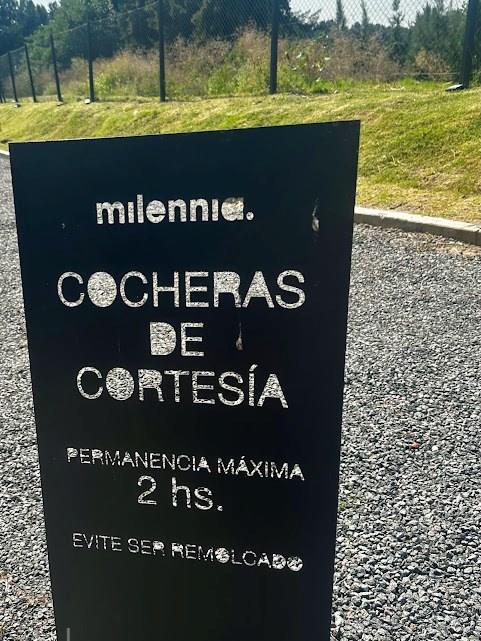 milennia.
COCHERAS
DE
CORTESÍA
PERMANENCIA MÁXIMA
2 hs.
EVITE SER REMOLCADO